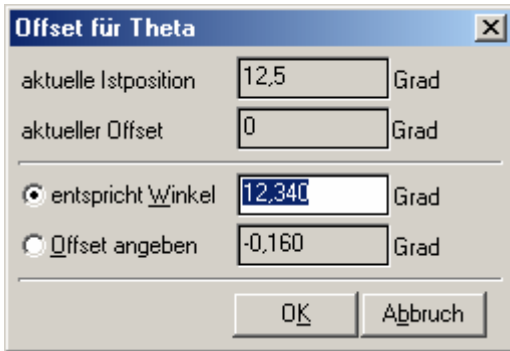 Offset für Theta
aktuelle Istposition 12,5 Grad
aktueller Offset 0 Grad
entspricht Winkel 12,340 Grad
Offset angeben -0,160 Grad
OK Abbruch